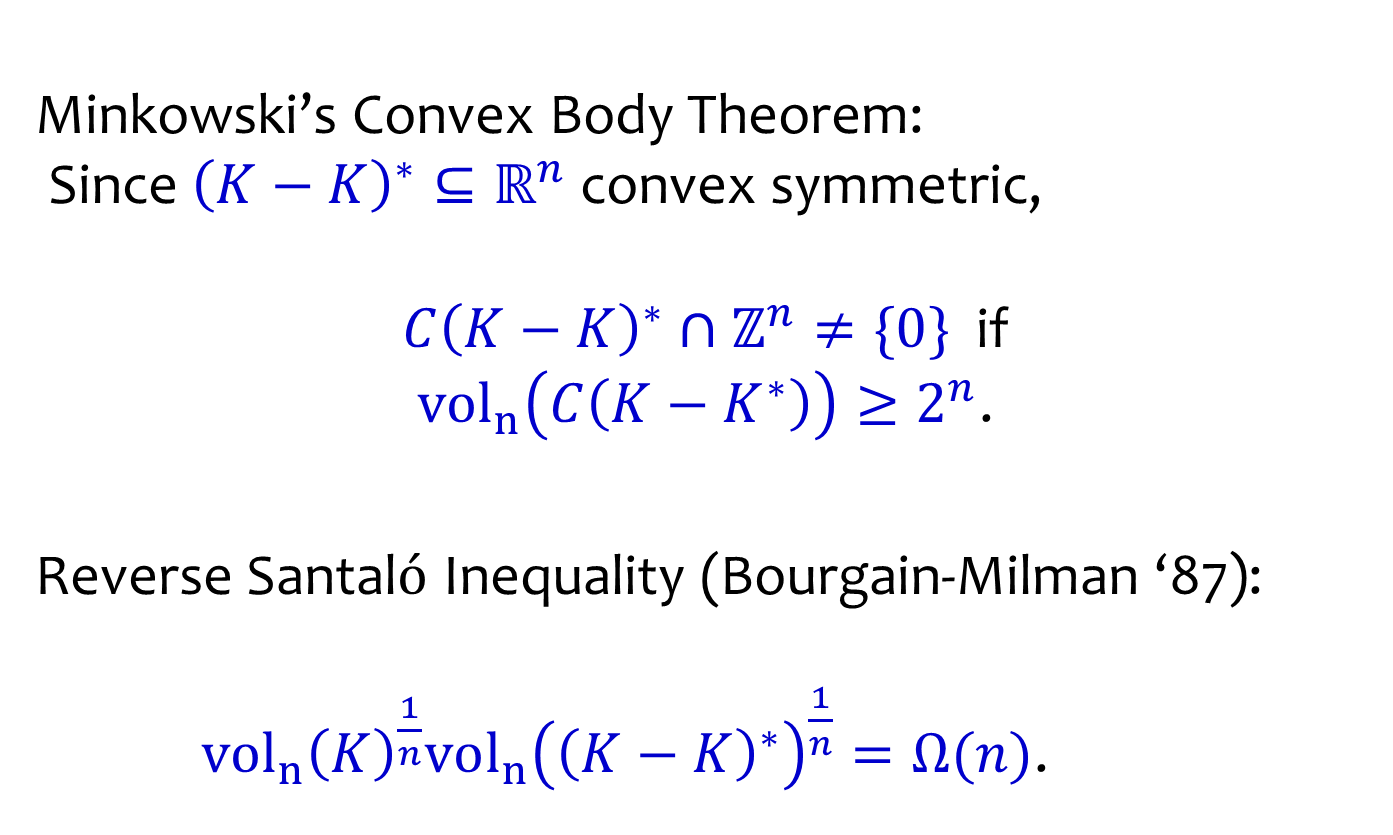 Minkowski’s Convex Body Theorem:
Since (K − K)* ⊆ ℝⁿ convex symmetric,
C(K − K)* ∩ ℤⁿ ≠ {0} if
volₙ(C(K − K*)) ≥ 2ⁿ.
Reverse Santaló Inequality (Bourgain-Milman ‘87):
volₙ(K)^(1/n) volₙ((K − K)*)^(1/n) = Ω(n).